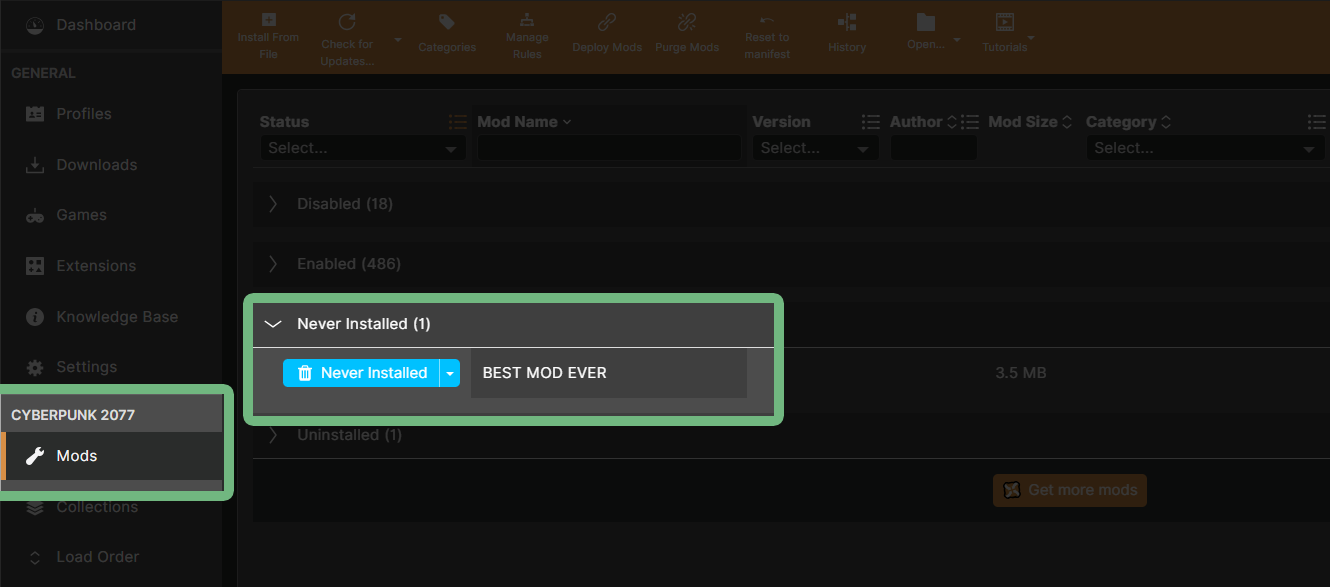 Dashboard
GENERAL
Profiles
Downloads
Games
Extensions
Knowledge Base
Settings
CYBERPUNK 2077
Mods
Collections
Load Order
Install From
File
Check for
Updates...
Categories
Manage
Rules
Deploy Mods
Purge Mods
Reset to
manifest
History
Open...
Tutorials
Status
Mod Name
Version
Author
Mod Size
Category
Select...
Select...
Select...
Disabled (18)
Enabled (486)
Never Installed (1)
Never Installed
BEST MOD EVER
3.5 MB
Uninstalled (1)
Get more mods